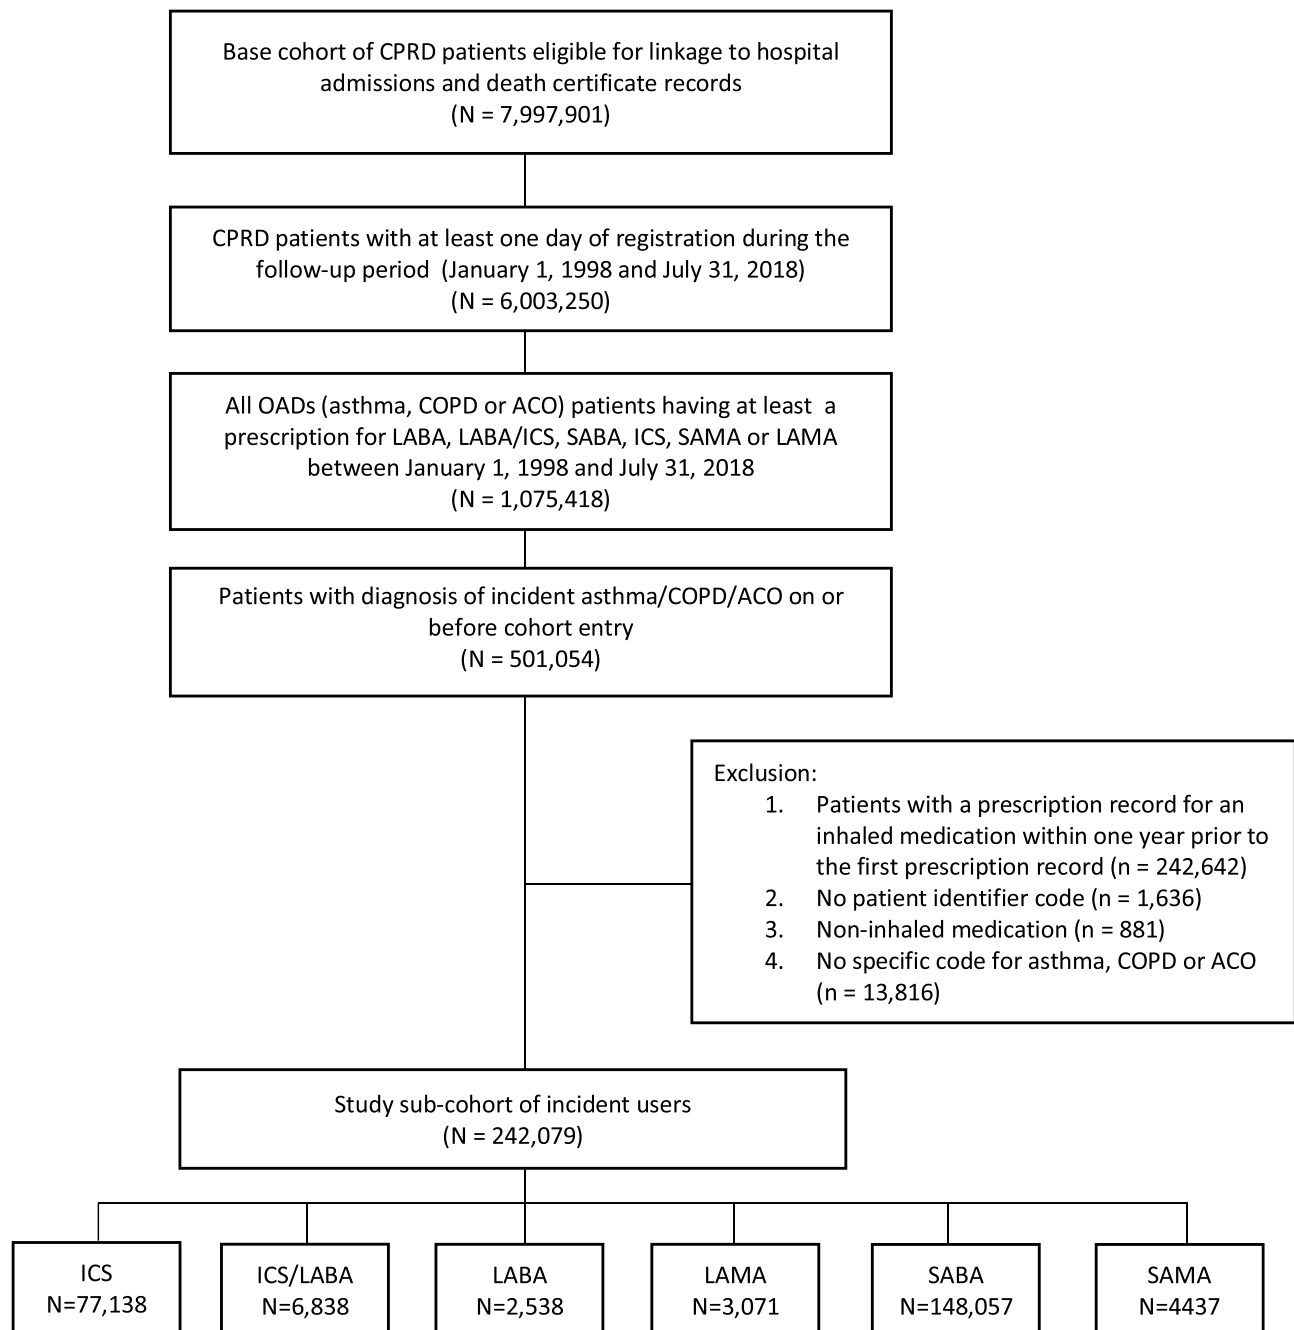 Base cohort of CPRD patients eligible for linkage to hospital
admissions and death certificate records
(N = 7,997,901)
CPRD patients with at least one day of registration during the
follow-up period (January 1, 1998 and July 31, 2018)
(N = 6,003,250)
All OADs (asthma, COPD or ACO) patients having at least a
prescription for LABA, LABA/ICS, SABA, ICS, SAMA or LAMA
between January 1, 1998 and July 31, 2018
(N = 1,075,418)
Patients with diagnosis of incident asthma/COPD/ACO on or
before cohort entry
(N = 501,054)
Exclusion:
1. Patients with a prescription record for an
inhaled medication within one year prior to
the first prescription record (n = 242,642)
2. No patient identifier code (n = 1,636)
3. Non-inhaled medication (n = 881)
4. No specific code for asthma, COPD or ACO
(n = 13,816)
Study sub-cohort of incident users
(N = 242,079)
ICS
N=77,138
ICS/LABA
N=6,838
LABA
N=2,538
LAMA
N=3,071
SABA
N=148,057
SAMA
N=4437